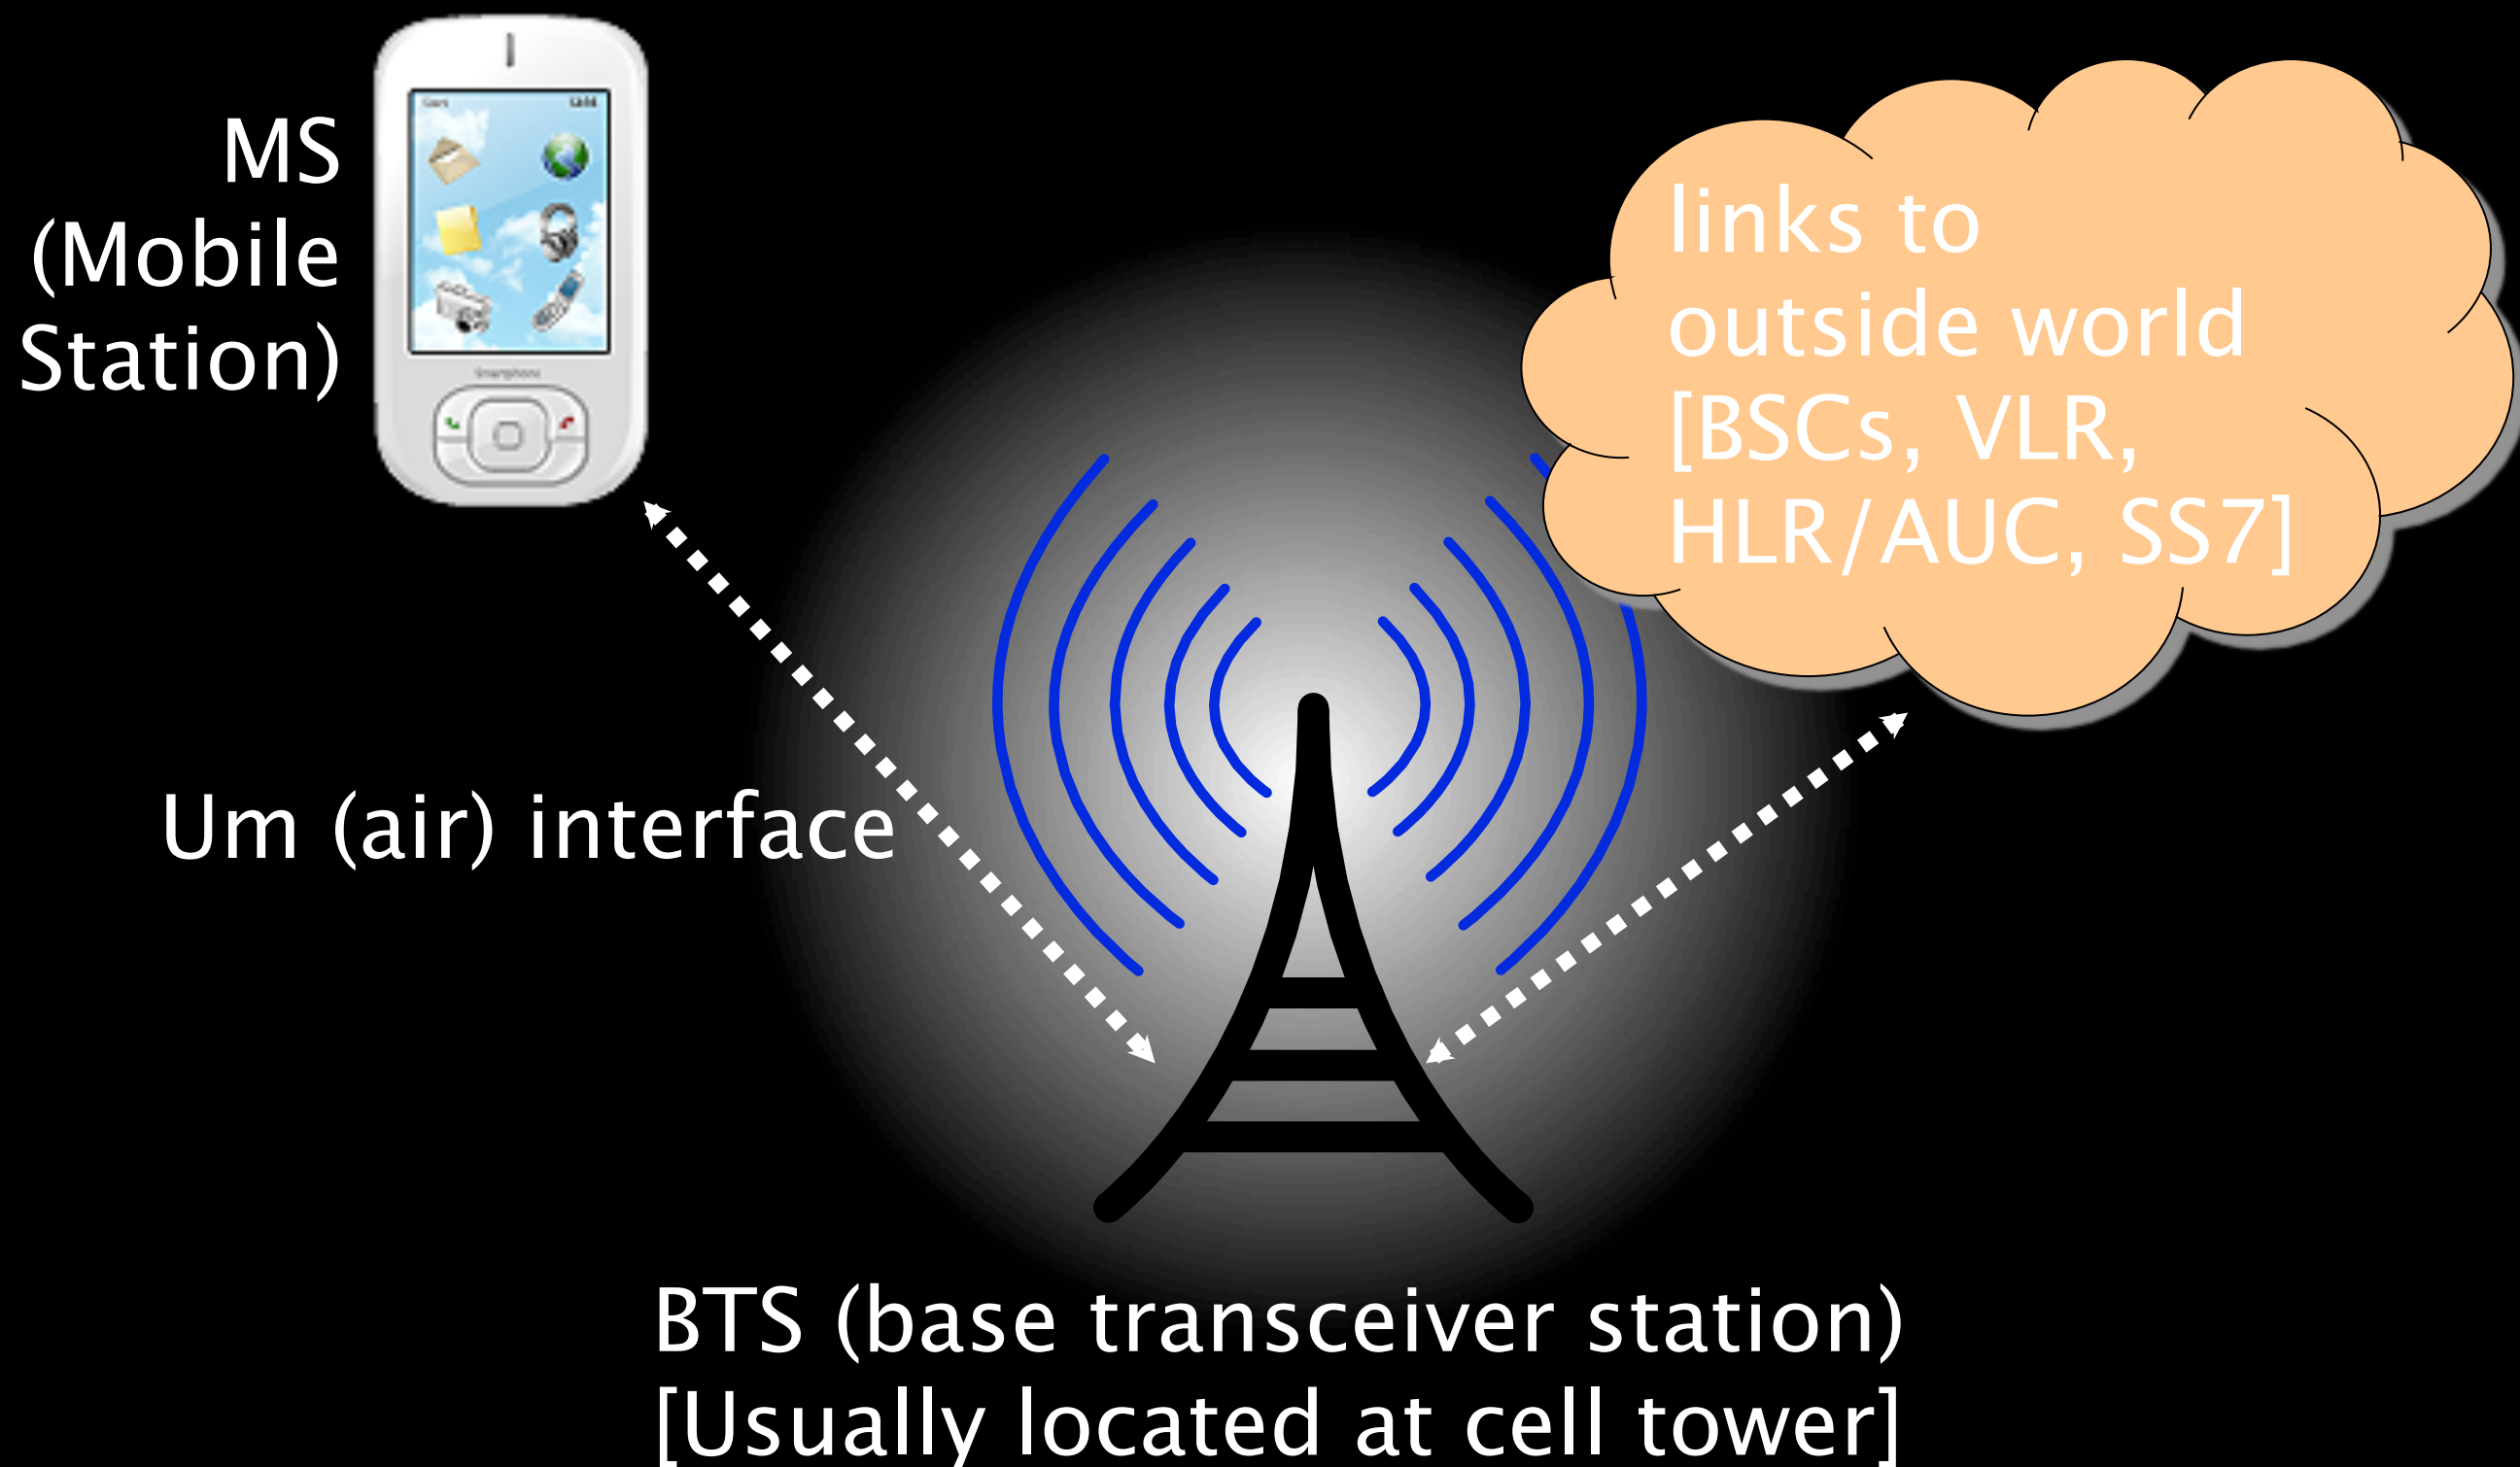 MS
(Mobile
Station)
Smartphone
links to
outside world
[BSCs, VLR,
HLR/AUC, SS7]
Um (air) interface
BTS (base transceiver station)
[Usually located at cell tower]